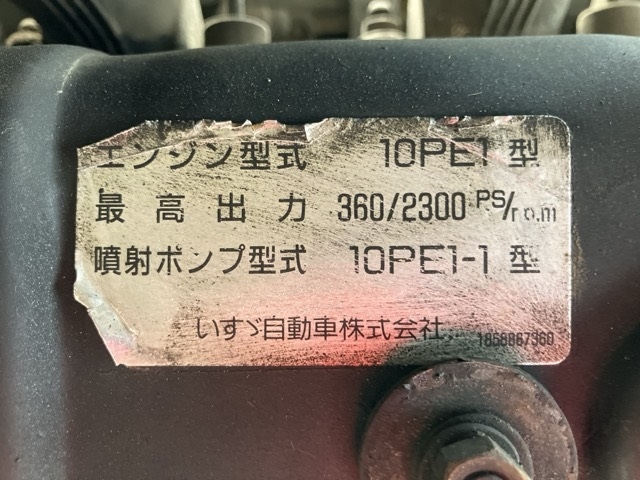 エンジン型式 10PE1 型
最高出力 360/2300 PS/r.p.m
噴射ポンプ型式 10PE1-1 型
いすゞ自動車株式会社